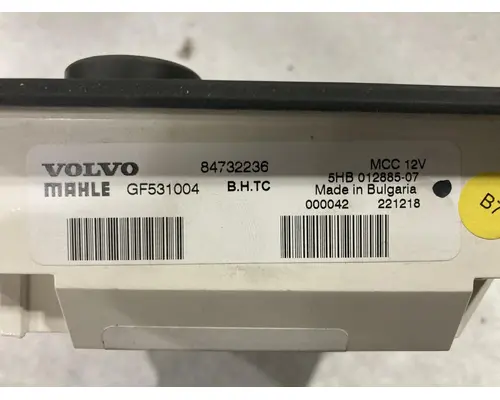 VOLVO 84732236 MCC 12V
MAHLE GF531004 B.H.TC 5HB 012885-07
Made in Bulgaria
000042 221218